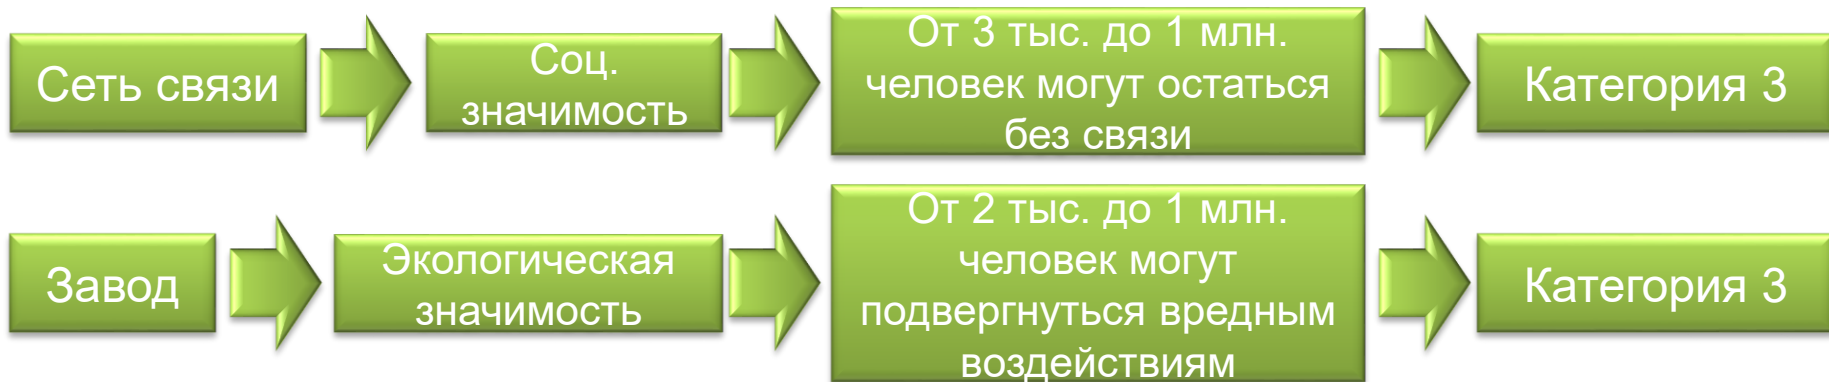 Сеть связи
Соц.
значимость
От 3 тыс. до 1 млн.
человек могут остаться
без связи
Категория 3
Завод
Экологическая
значимость
От 2 тыс. до 1 млн.
человек могут
подвергнуться вредным
воздействиям
Категория 3